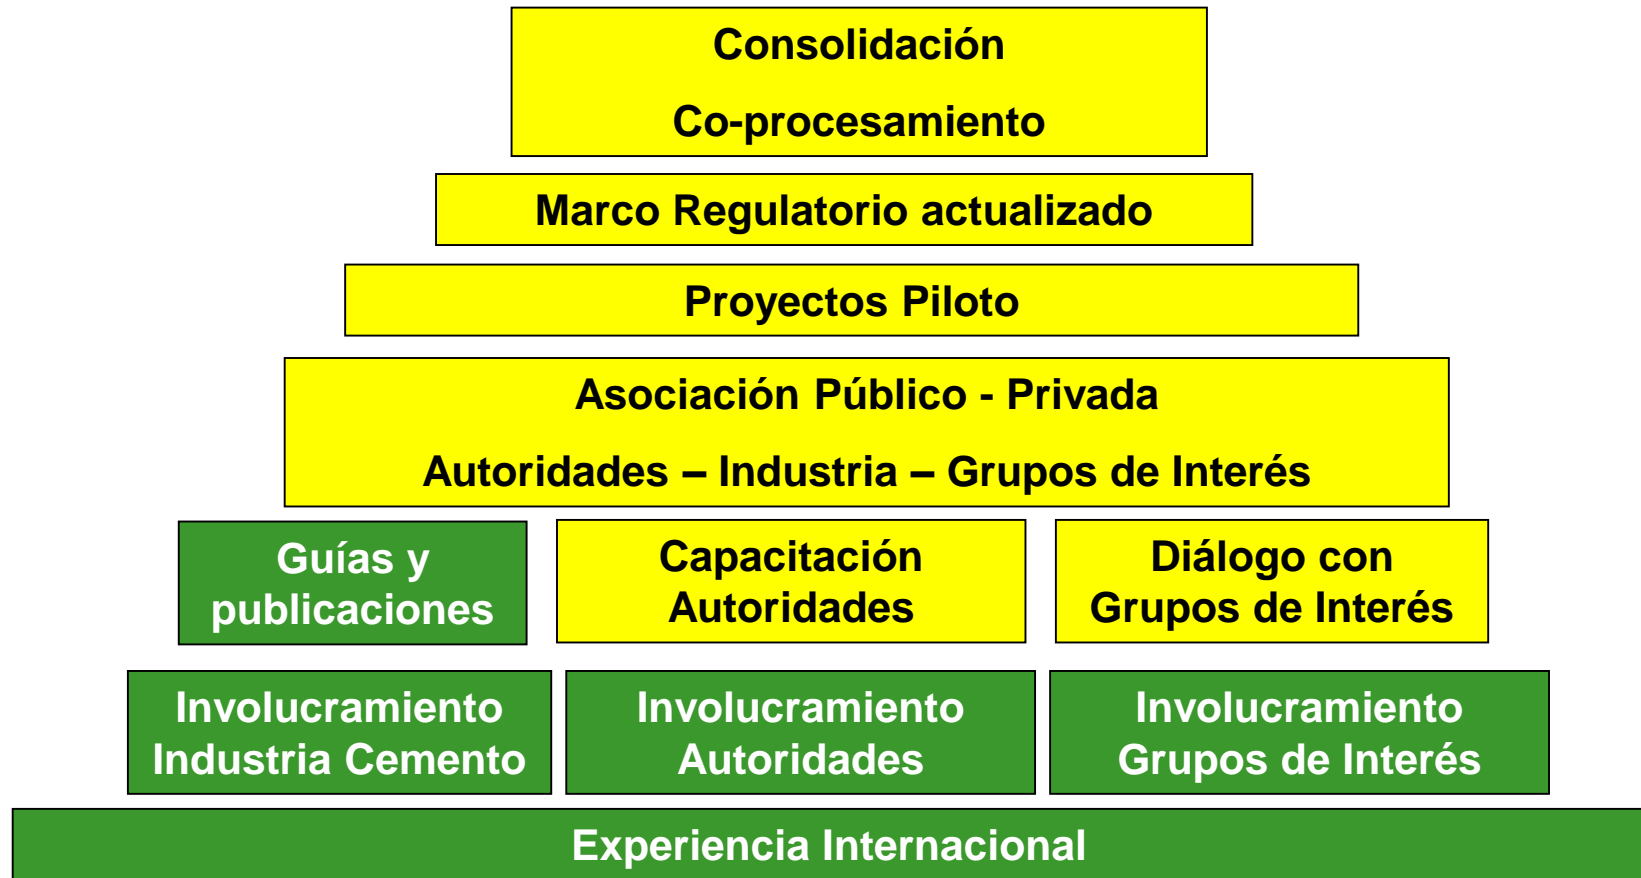 Consolidación
Co-procesamiento
Marco Regulatorio actualizado
Proyectos Piloto
Asociación Público - Privada
Autoridades – Industria – Grupos de Interés
Guías y
publicaciones
Capacitación
Autoridades
Diálogo con
Grupos de Interés
Involucramiento
Industria Cemento
Involucramiento
Autoridades
Involucramiento
Grupos de Interés
Experiencia Internacional